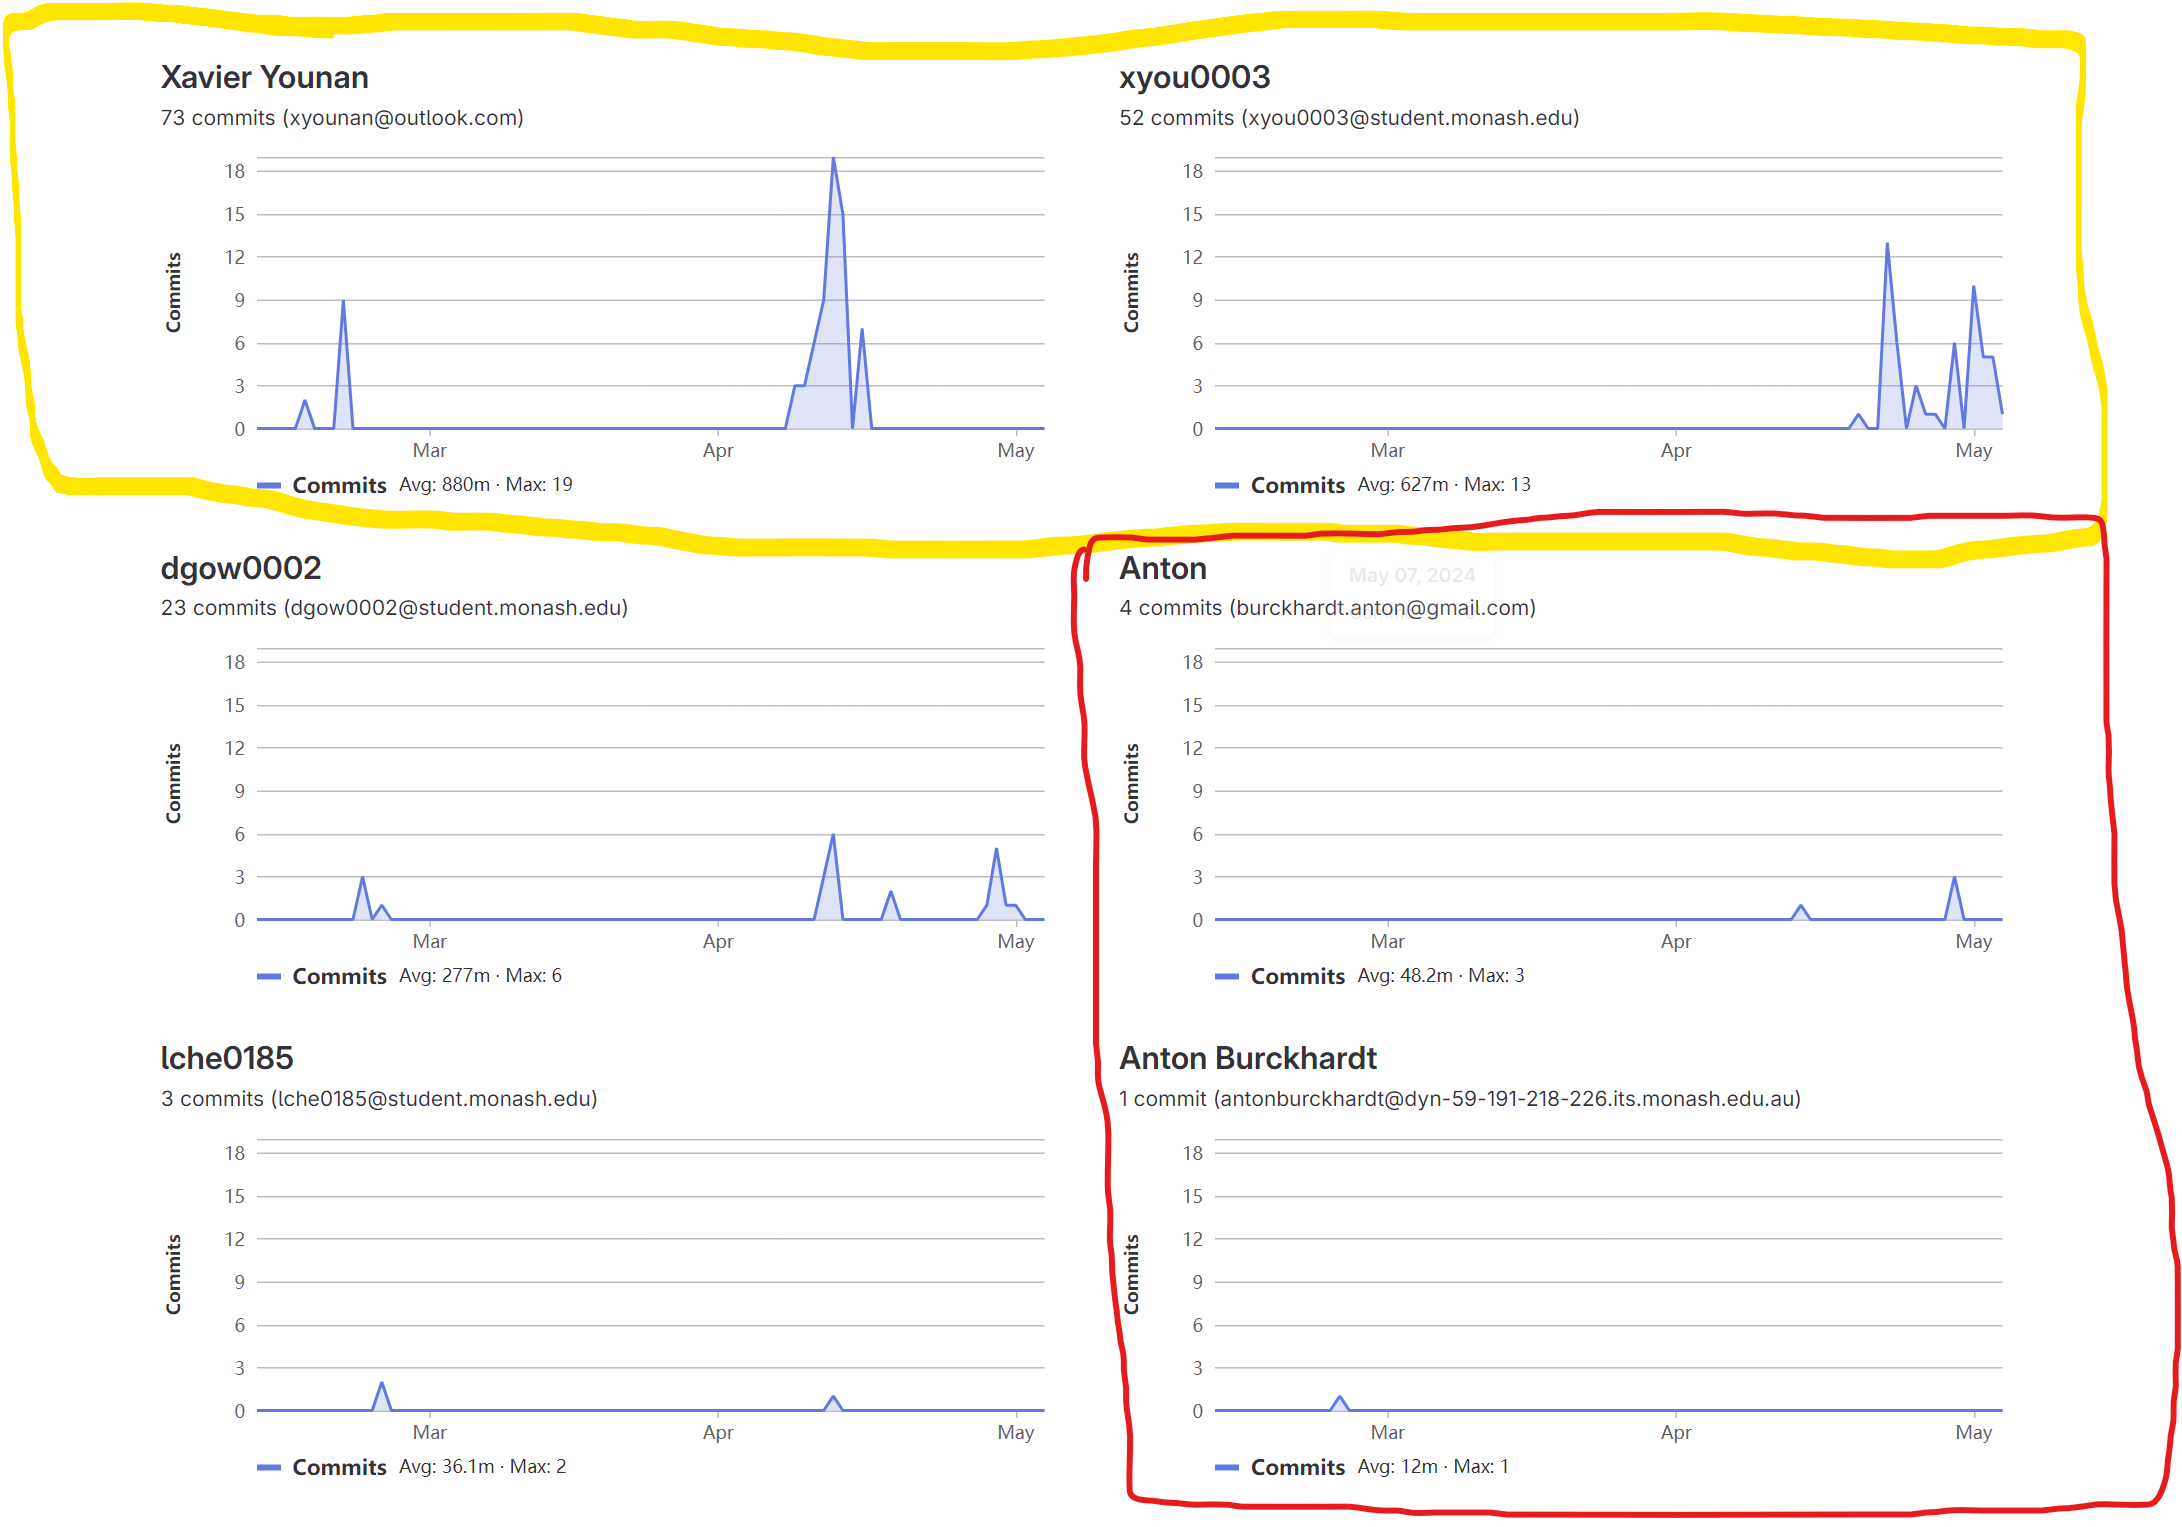 Xavier Younan
73 commits (xyounan@outlook.com)
18
15
12
9
6
3
0
Commits
Mar Apr May
Commits Avg: 880m · Max: 19
xyou0003
52 commits (xyou0003@student.monash.edu)
18
15
12
9
6
3
0
Commits
Mar Apr May
Commits Avg: 627m · Max: 13
dgow0002
23 commits (dgow0002@student.monash.edu)
18
15
12
9
6
3
0
Commits
Mar Apr May
Commits Avg: 277m · Max: 6
Anton
May 07, 2024
4 commits (burckhardt.anton@gmail.com)
18
15
12
9
6
3
0
Commits
Mar Apr May
Commits Avg: 48.2m · Max: 3
lche0185
3 commits (lche0185@student.monash.edu)
18
15
12
9
6
3
0
Commits
Mar Apr May
Commits Avg: 36.1m · Max: 2
Anton Burckhardt
1 commit (antonburckhardt@dyn-59-191-218-226.its.monash.edu.au)
18
15
12
9
6
3
0
Commits
Mar Apr May
Commits Avg: 12m · Max: 1